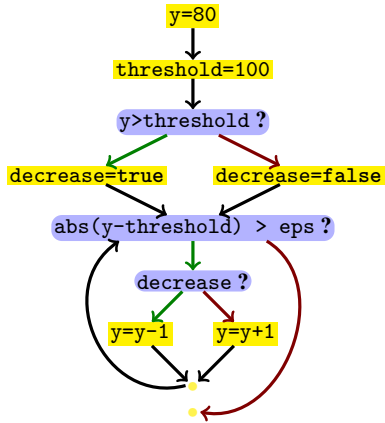 y=80
threshold=100
y>threshold ?
decrease=true decrease=false
abs(y-threshold) > eps ?
decrease ?
y=y-1 y=y+1